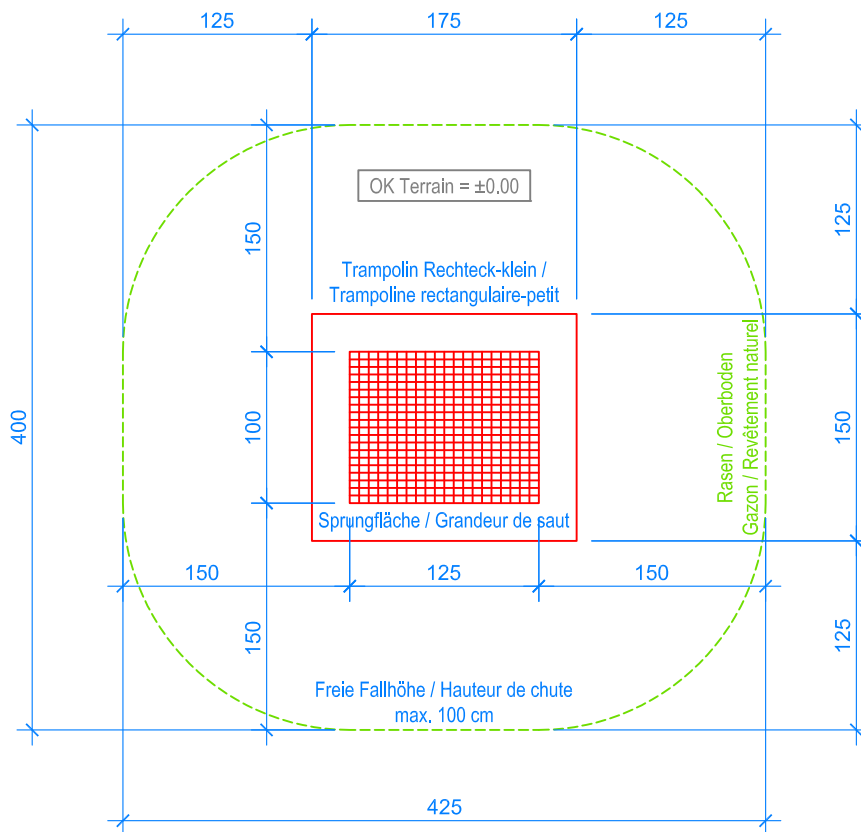 125
175
125
OK Terrain = ±0.00
150
125
Trampolin Rechteck-klein /
Trampoline rectangulaire-petit
400
100
150
Rasen / Oberboden
Gazon / Revêtement naturel
Sprungfläche / Grandeur de saut
150
125
150
150
125
Freie Fallhöhe / Hauteur de chute
max. 100 cm
425